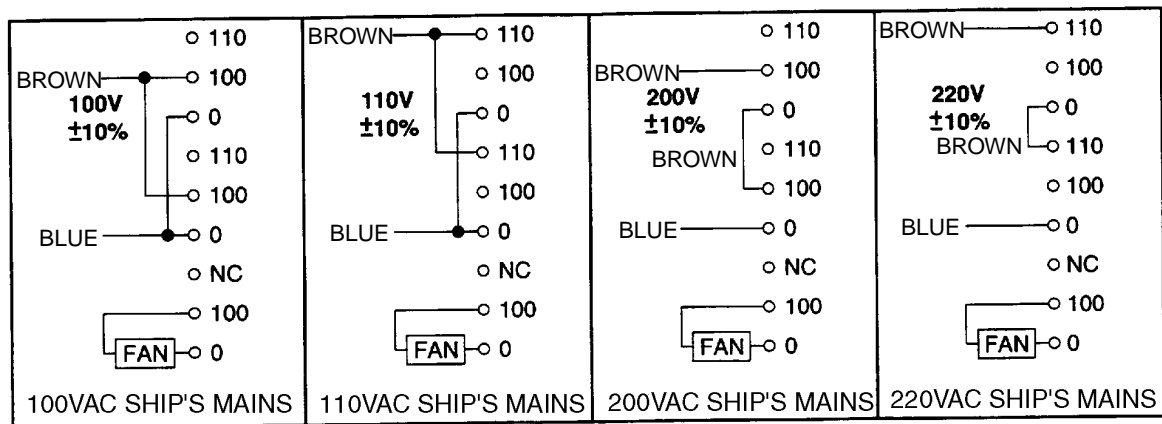 110
BROWN
100
100V
±10%
0
110
100
BLUE
0
NC
100
FAN
0
100VAC SHIP'S MAINS
BROWN
110
100
110V
±10%
0
110
100
BLUE
0
NC
100
FAN
0
110VAC SHIP'S MAINS
110
BROWN
100
200V
±10%
0
BROWN
110
100
BLUE
0
NC
100
FAN
0
200VAC SHIP'S MAINS
BROWN
110
100
220V
±10%
0
BROWN
110
100
BLUE
0
NC
100
FAN
0
220VAC SHIP'S MAINS